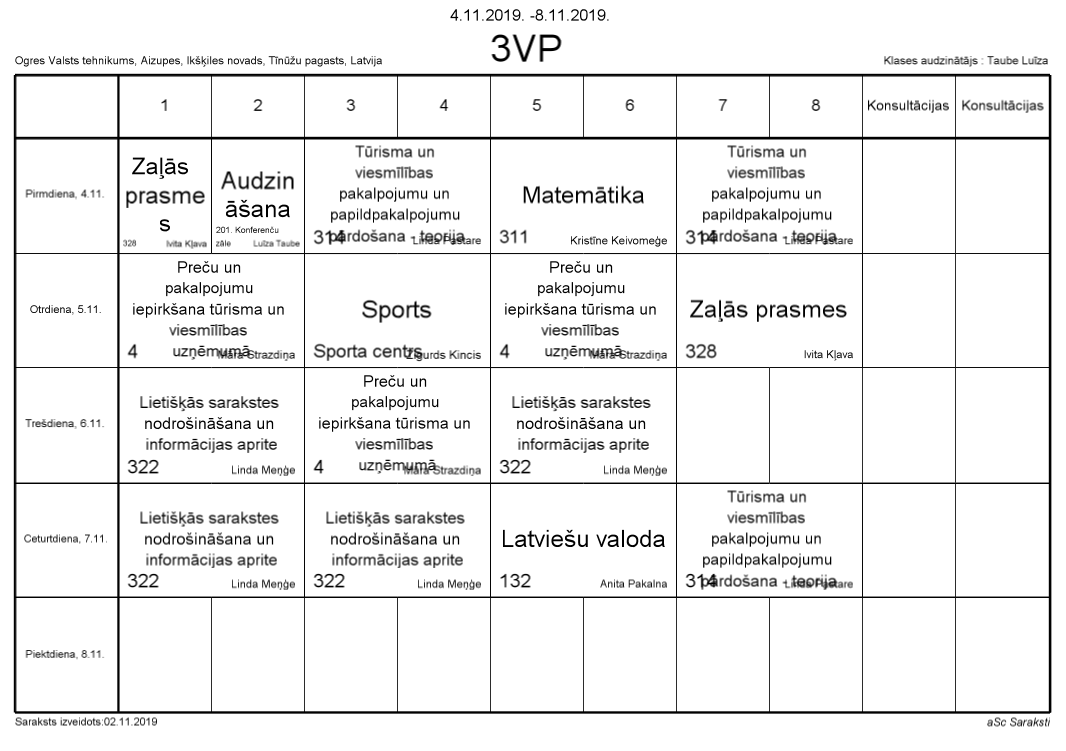 4.11.2019. -8.11.2019.
3VP
Ogres Valsts tehnikums, Aizupes, Ikšķiles novads, Tīnūžu pagasts, Latvija
Klases audzinātājs : Taube Luīza
1 2 3 4 5 6 7 8 Konsultācijas Konsultācijas
Pirmdiena, 4.11.
Zaļās
prasme
s
328 Ivita Kļava
Audzin
āšana
201. Konferenču
zāle Luīza Taube
Tūrisma un
viesmīlības
pakalpojumu un
papildpakalpojumu
pārdošana - teorija
314 Linda Pastare
Matemātika
311 Kristīne Keivomeģe
Tūrisma un
viesmīlības
pakalpojumu un
papildpakalpojumu
pārdošana - teorija
314 Linda Pastare
Otrdiena, 5.11.
Preču un
pakalpojumu
iepirkšana tūrisma un
viesmīlības
uzņēmumā
4 Māra Strazdiņa
Sports
Sporta centrs Zigurds Kincis
Preču un
pakalpojumu
iepirkšana tūrisma un
viesmīlības
uzņēmumā
4 Māra Strazdiņa
Zaļās prasmes
328 Ivita Kļava
Trešdiena, 6.11.
Lietišķās sarakstes
nodrošināšana un
informācijas aprite
322 Linda Meņģe
Preču un
pakalpojumu
iepirkšana tūrisma un
viesmīlības
uzņēmumā
4 Māra Strazdiņa
Lietišķās sarakstes
nodrošināšana un
informācijas aprite
322 Linda Meņģe
Ceturtdiena, 7.11.
Lietišķās sarakstes
nodrošināšana un
informācijas aprite
322 Linda Meņģe
Lietišķās sarakstes
nodrošināšana un
informācijas aprite
322 Linda Meņģe
Latviešu valoda
132 Anita Pakalna
Tūrisma un
viesmīlības
pakalpojumu un
papildpakalpojumu
pārdošana - teorija
314 Linda Pastare
Piektdiena, 8.11.
Saraksts izveidots:02.11.2019
aSc Saraksti